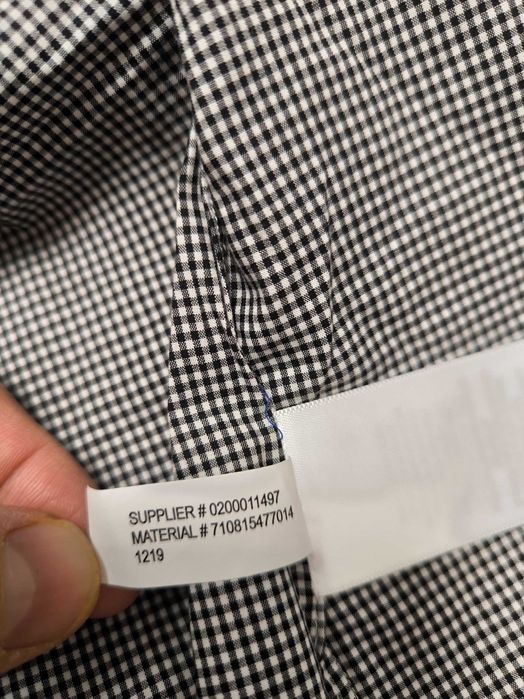 SUPPLIER # 0200011497
MATERIAL # 710815477014
1219